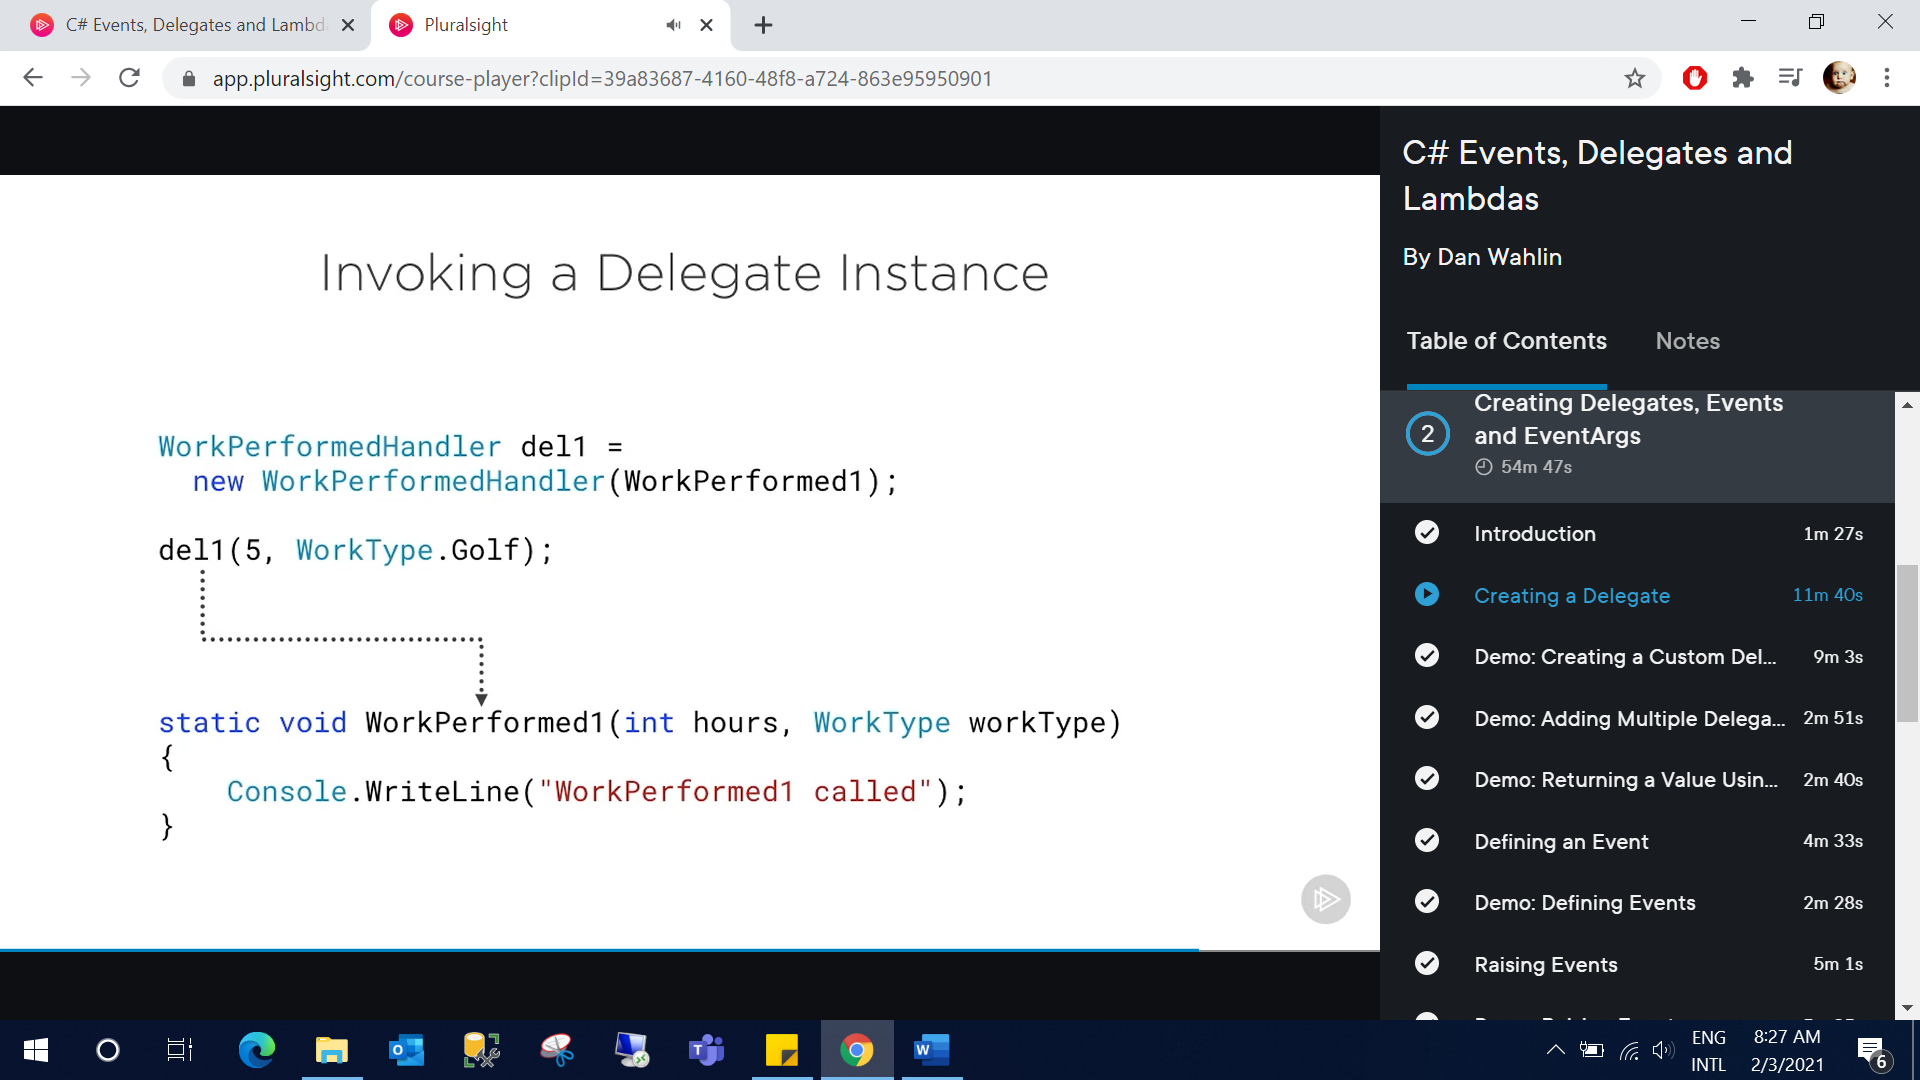 C# Events, Delegates and Lambd
Pluralsight
app.pluralsight.com/course-player?clipId=39a83687-4160-48f8-a724-863e95950901
Invoking a Delegate Instance
WorkPerformedHandler del1 =
new WorkPerformedHandler(WorkPerformed1);
del1(5, WorkType.Golf);
static void WorkPerformed1(int hours, WorkType workType)
{
Console.WriteLine("WorkPerformed1 called");
}
C# Events, Delegates and
Lambdas
By Dan Wahlin
Table of Contents
Notes
2
Creating Delegates, Events
and EventArgs
54m 47s
Introduction 1m 27s
Creating a Delegate 11m 40s
Demo: Creating a Custom Del... 9m 3s
Demo: Adding Multiple Delega... 2m 51s
Demo: Returning a Value Usin... 2m 40s
Defining an Event 4m 33s
Demo: Defining Events 2m 28s
Raising Events 5m 1s
ENG
INTL
8:27 AM
2/3/2021
6